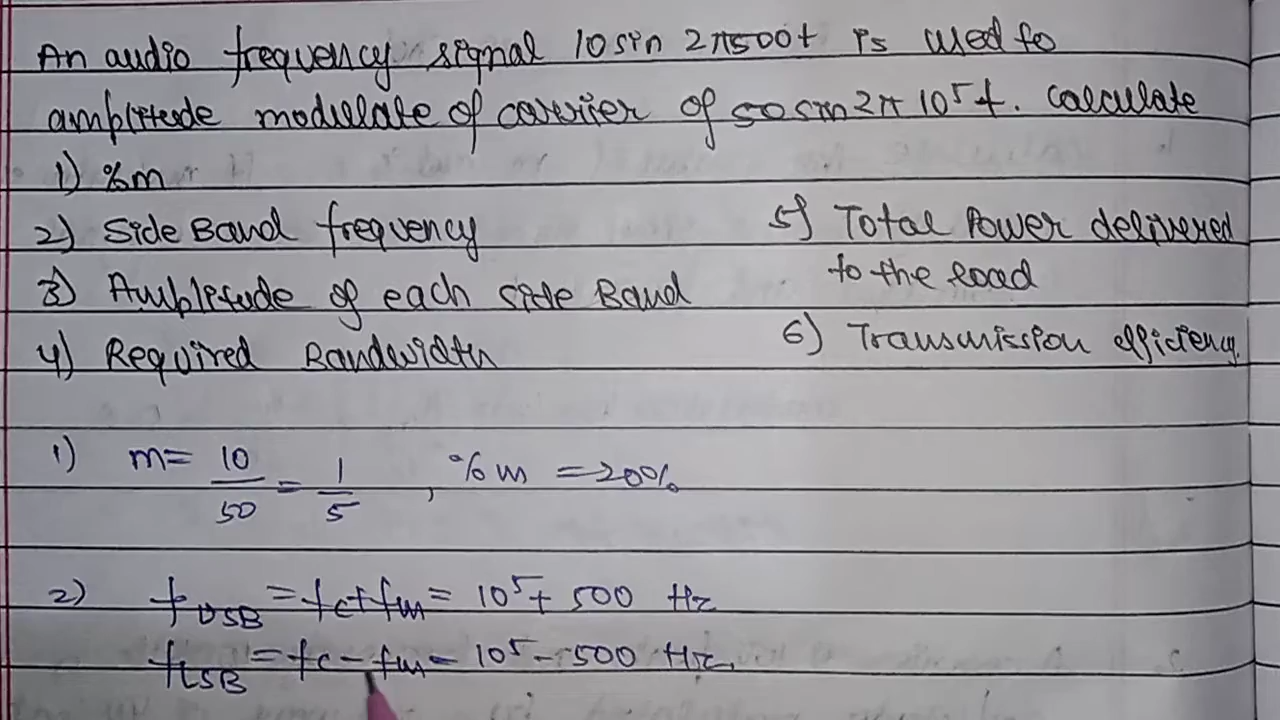 An audio frequency signal 10 sin 2π500t is used to
amplitude modulate of carrier of 50 sin 2π 10⁵t. Calculate
1) %m
2) Side Band frequency
3) Amplitude of each side Band
4) Required Bandwidth
5) Total Power delivered
to the load
6) Transmission efficiency.
1) m= 10/50 = 1/5 , %m =20%
2) fUSB = fc+fm = 10⁵+ 500 Hz
fLSB = fc-fm = 10⁵-500 Hz.